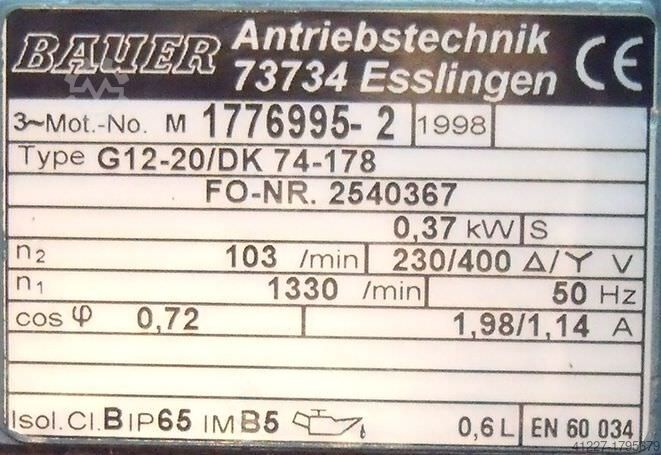 BAUER Antriebstechnik
73734 Esslingen CE
3~Mot.-No. M 1776995-2 1998
Type G12-20/DK 74-178
FO-NR. 2540367
0,37 kW S
n2 103 /min 230/400 Δ/Y V
n1 1330 /min 50 Hz
cos φ 0,72 1,98/1,14 A
Isol.Cl.B IP65 IM B5 0,6 L EN 60 034
41227-1795879